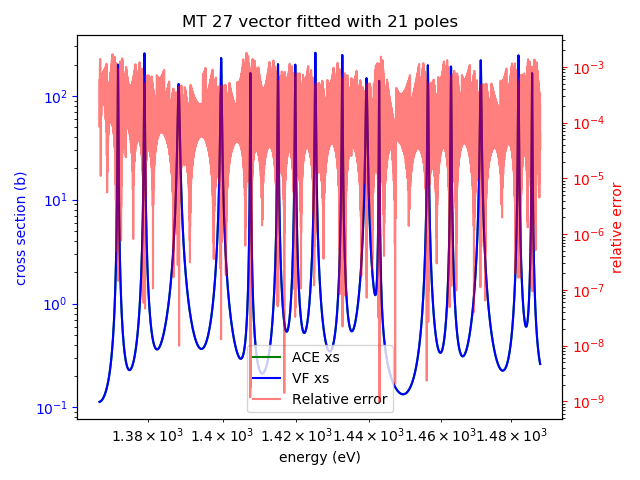 MT 27 vector fitted with 21 poles
10²
10¹
10⁰
10⁻¹
cross section (b)
10⁻³
10⁻⁴
10⁻⁵
10⁻⁶
10⁻⁷
10⁻⁸
10⁻⁹
relative error
ACE xs
VF xs
Relative error
1.38 × 10³ 1.4 × 10³ 1.42 × 10³ 1.44 × 10³ 1.46 × 10³ 1.48 × 10³
energy (eV)